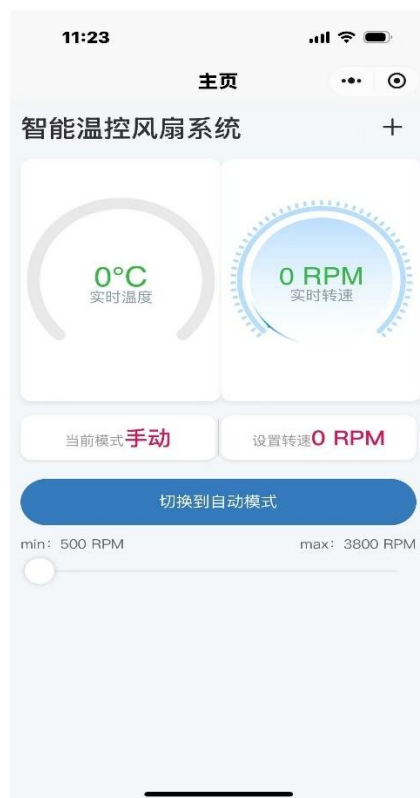 11:23
主页
智能温控风扇系统
0°C
实时温度
0 RPM
实时转速
当前模式手动
设置转速0 RPM
切换到自动模式
min: 500 RPM
max: 3800 RPM